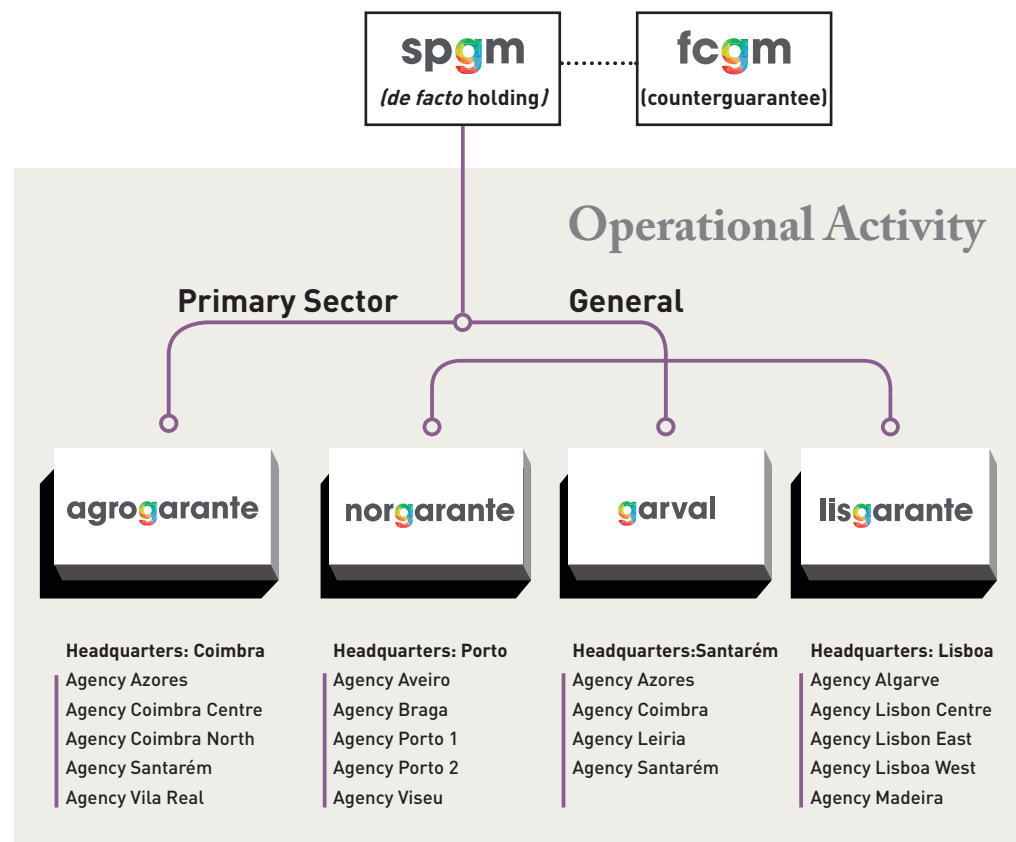 spgm
(de facto holding)
fcgm
(counterguarantee)
Operational Activity
Primary Sector
General
agrogarante
norgarante
garval
lisgarante
Headquarters: Coimbra
Agency Azores
Agency Coimbra Centre
Agency Coimbra North
Agency Santarém
Agency Vila Real
Headquarters: Porto
Agency Aveiro
Agency Braga
Agency Porto 1
Agency Porto 2
Agency Viseu
Headquarters:Santarém
Agency Azores
Agency Coimbra
Agency Leiria
Agency Santarém
Headquarters: Lisboa
Agency Algarve
Agency Lisbon Centre
Agency Lisbon East
Agency Lisboa West
Agency Madeira